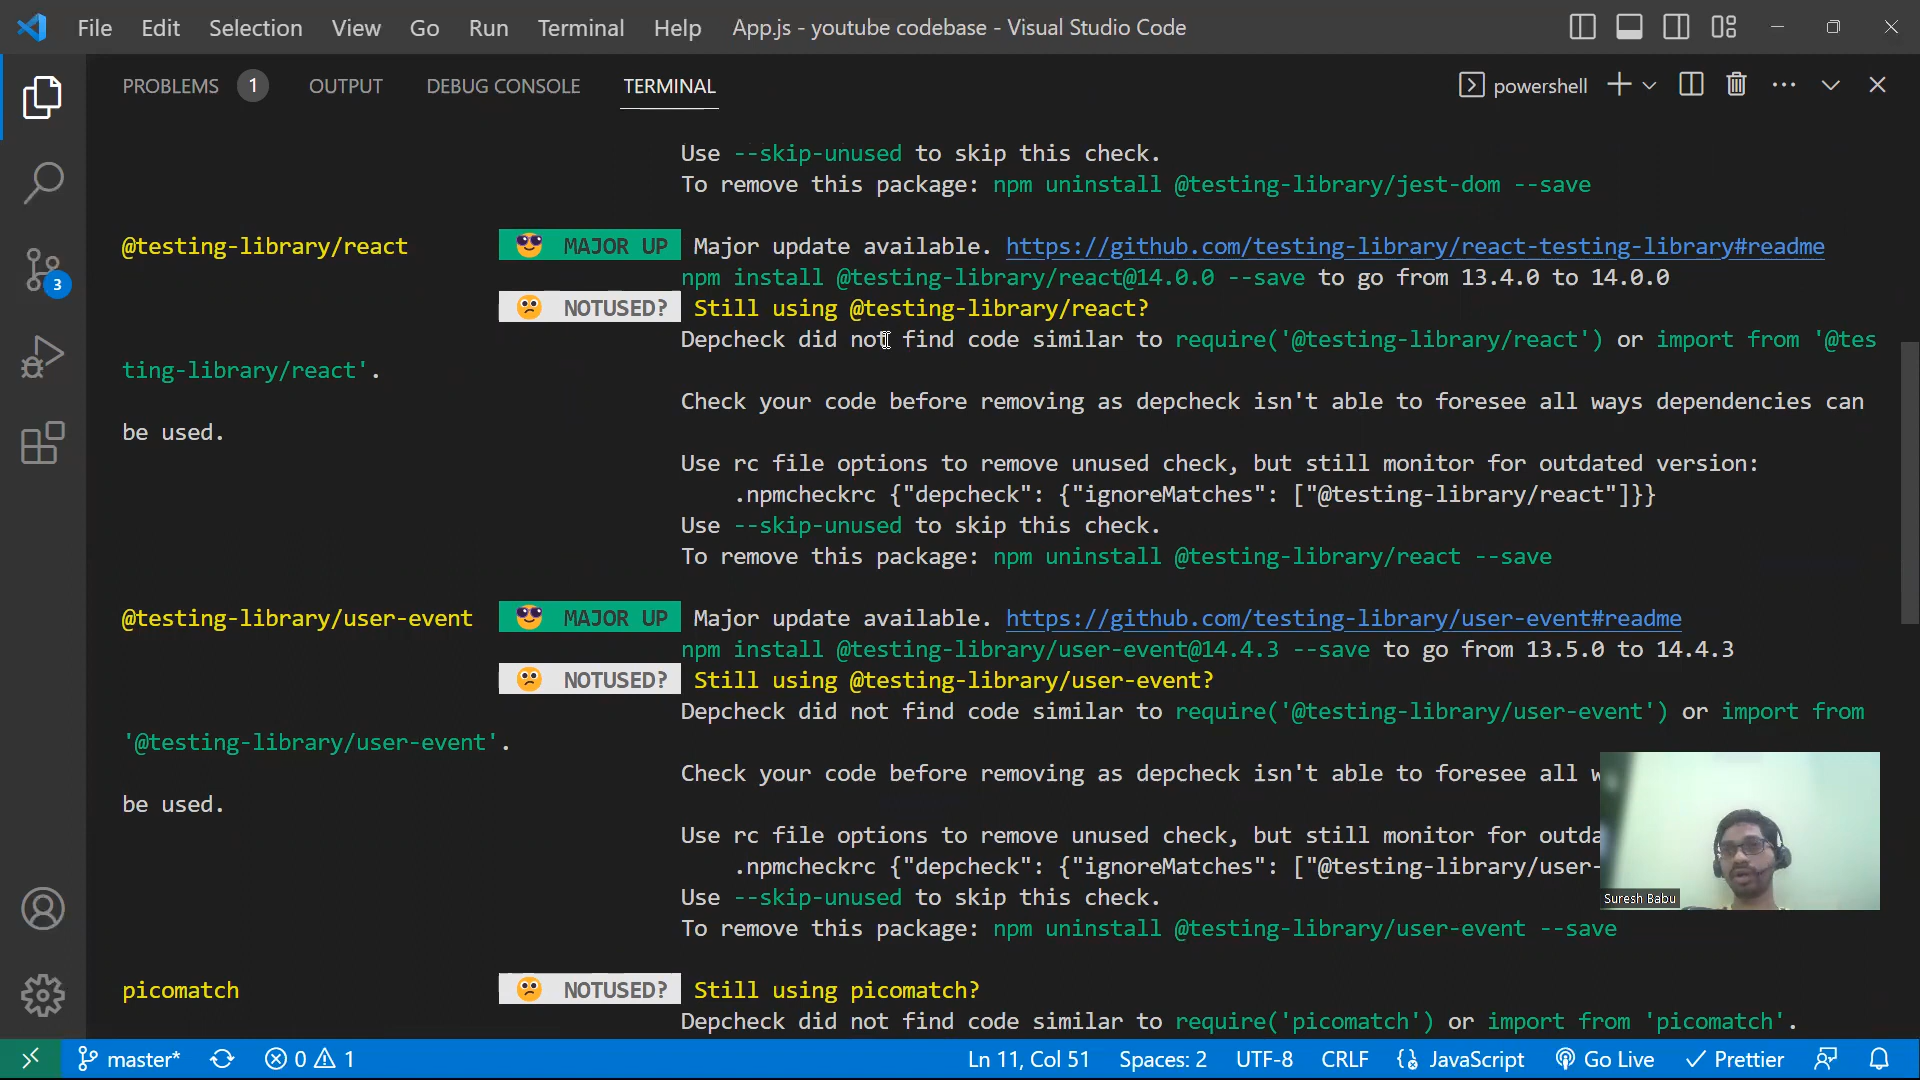 File Edit Selection View Go Run Terminal Help App.js - youtube codebase - Visual Studio Code
PROBLEMS 1 OUTPUT DEBUG CONSOLE TERMINAL powershell
Use --skip-unused to skip this check.
To remove this package: npm uninstall @testing-library/jest-dom --save
@testing-library/react MAJOR UP Major update available. https://github.com/testing-library/react-testing-library#readme
npm install @testing-library/react@14.0.0 --save to go from 13.4.0 to 14.0.0
NOTUSED? Still using @testing-library/react?
Depcheck did not find code similar to require('@testing-library/react') or import from '@tes
ting-library/react'.
Check your code before removing as depcheck isn't able to foresee all ways dependencies can
be used.
Use rc file options to remove unused check, but still monitor for outdated version:
.npmcheckrc {"depcheck": {"ignoreMatches": ["@testing-library/react"]}}
Use --skip-unused to skip this check.
To remove this package: npm uninstall @testing-library/react --save
@testing-library/user-event MAJOR UP Major update available. https://github.com/testing-library/user-event#readme
npm install @testing-library/user-event@14.4.3 --save to go from 13.5.0 to 14.4.3
NOTUSED? Still using @testing-library/user-event?
Depcheck did not find code similar to require('@testing-library/user-event') or import from
'@testing-library/user-event'.
Check your code before removing as depcheck isn't able to foresee all w
be used.
Use rc file options to remove unused check, but still monitor for outda
.npmcheckrc {"depcheck": {"ignoreMatches": ["@testing-library/user-
Use --skip-unused to skip this check.
Suresh Babu
To remove this package: npm uninstall @testing-library/user-event --save
picomatch NOTUSED? Still using picomatch?
Depcheck did not find code similar to require('picomatch') or import from 'picomatch'.
3
master* 0 1 Ln 11, Col 51 Spaces: 2 UTF-8 CRLF JavaScript Go Live Prettier